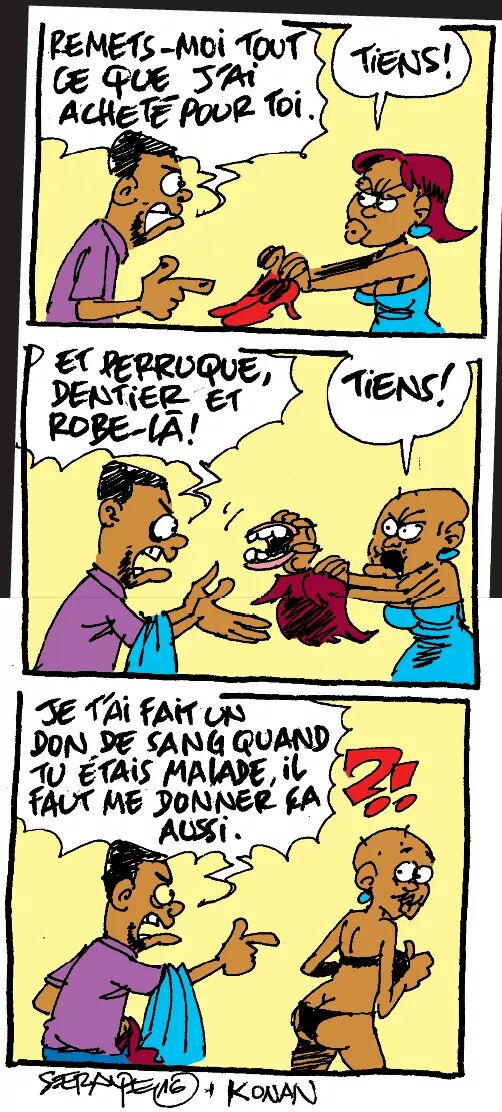 REMETS-MOI TOUT
CE QUE J'AI
ACHETÉ POUR TOI.
TIENS!
ET PERRUQUE,
DENTIER ET
ROBE-LÀ!
TIENS!
JE T'AI FAIT UN
DON DE SANG QUAND
TU ÉTAIS MALADE, IL
FAUT ME DONNER ÇA
AUSSI.
?!
+ KONAN